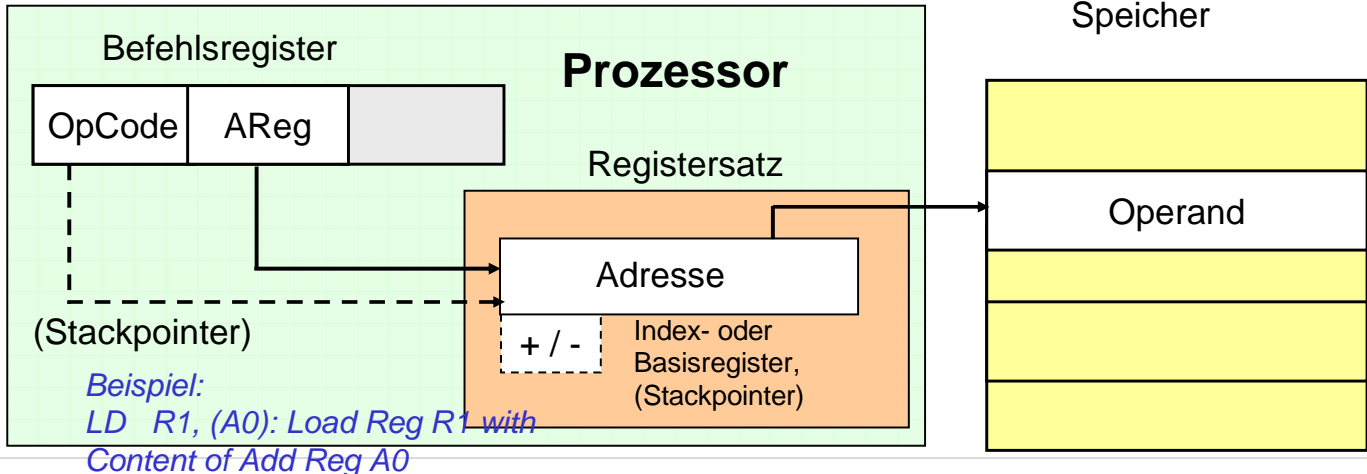 Speicher
Befehlsregister
Prozessor
OpCode
AReg
Registersatz
Operand
Adresse
(Stackpointer)
+ / -
Index- oder
Basisregister,
(Stackpointer)
Beispiel:
LD R1, (A0): Load Reg R1 with
Content of Add Reg A0